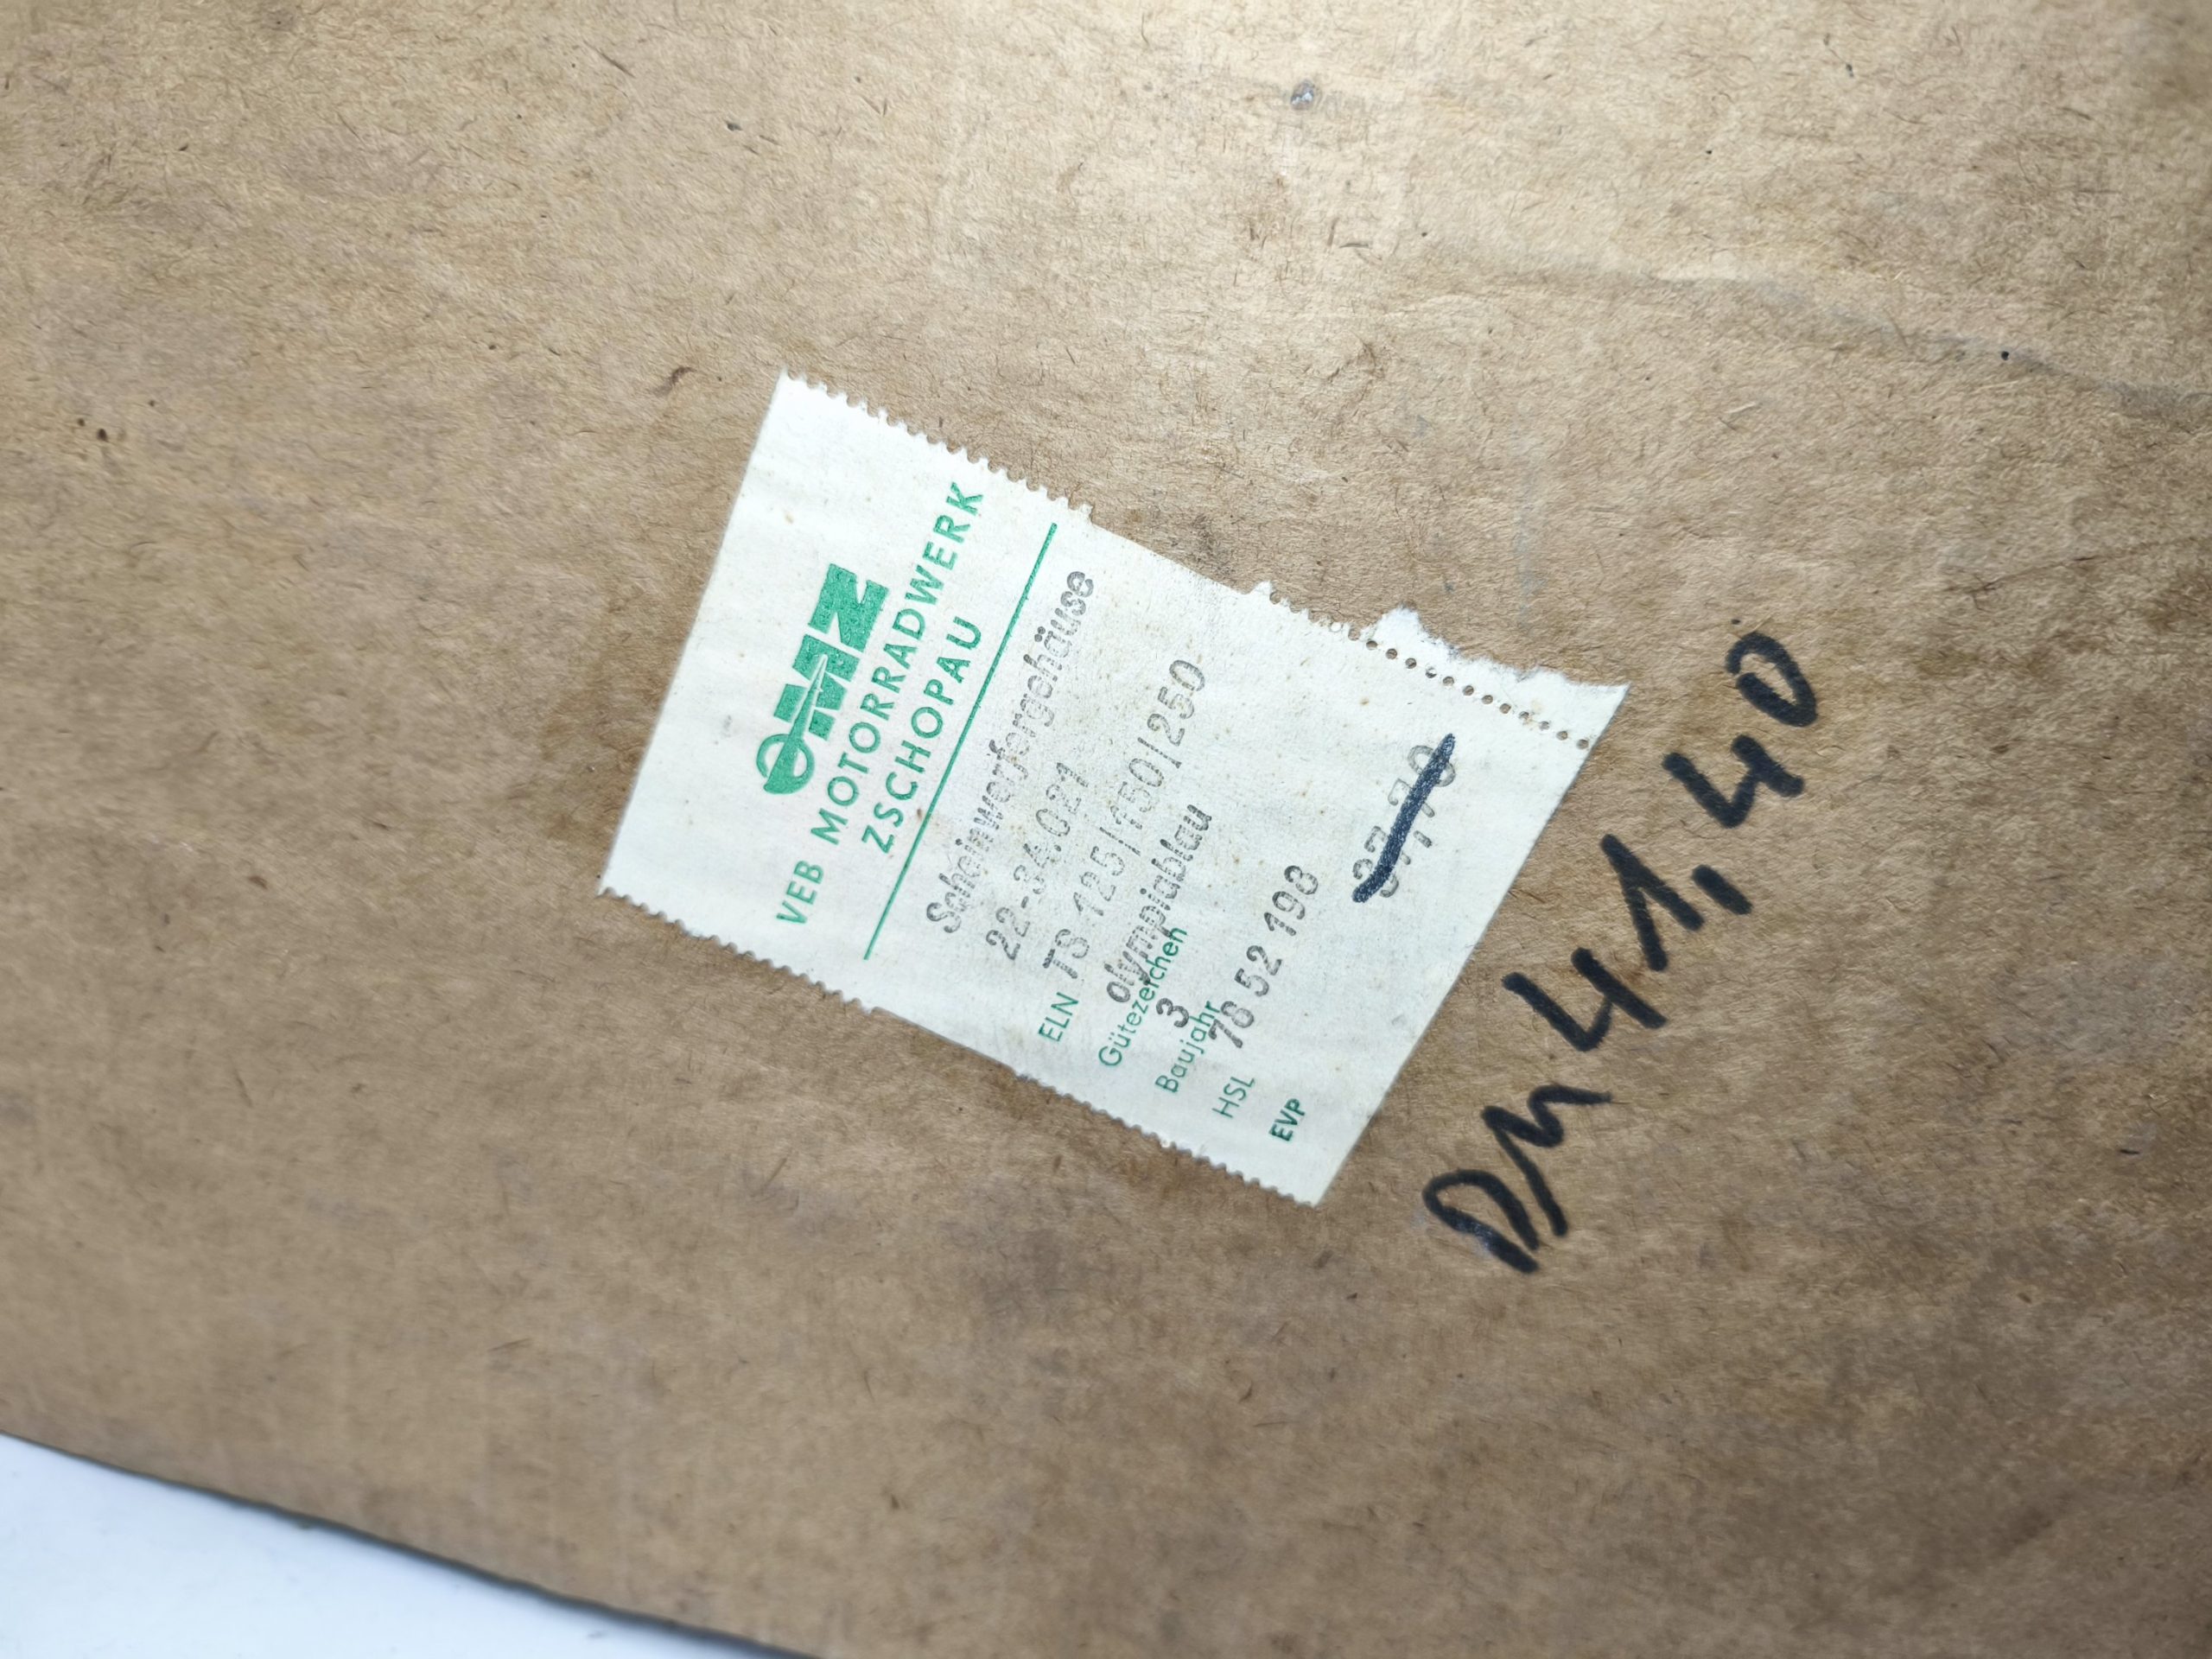 MZ
VEB MOTORRADWERK
ZSCHOPAU
Scheinwerfergehäuse
22-34.021
ELN TS 125/150/250
olympiablau
Gütezeichen
3
Baujahr
HSL 78 52 198
EVP
DM 41,40